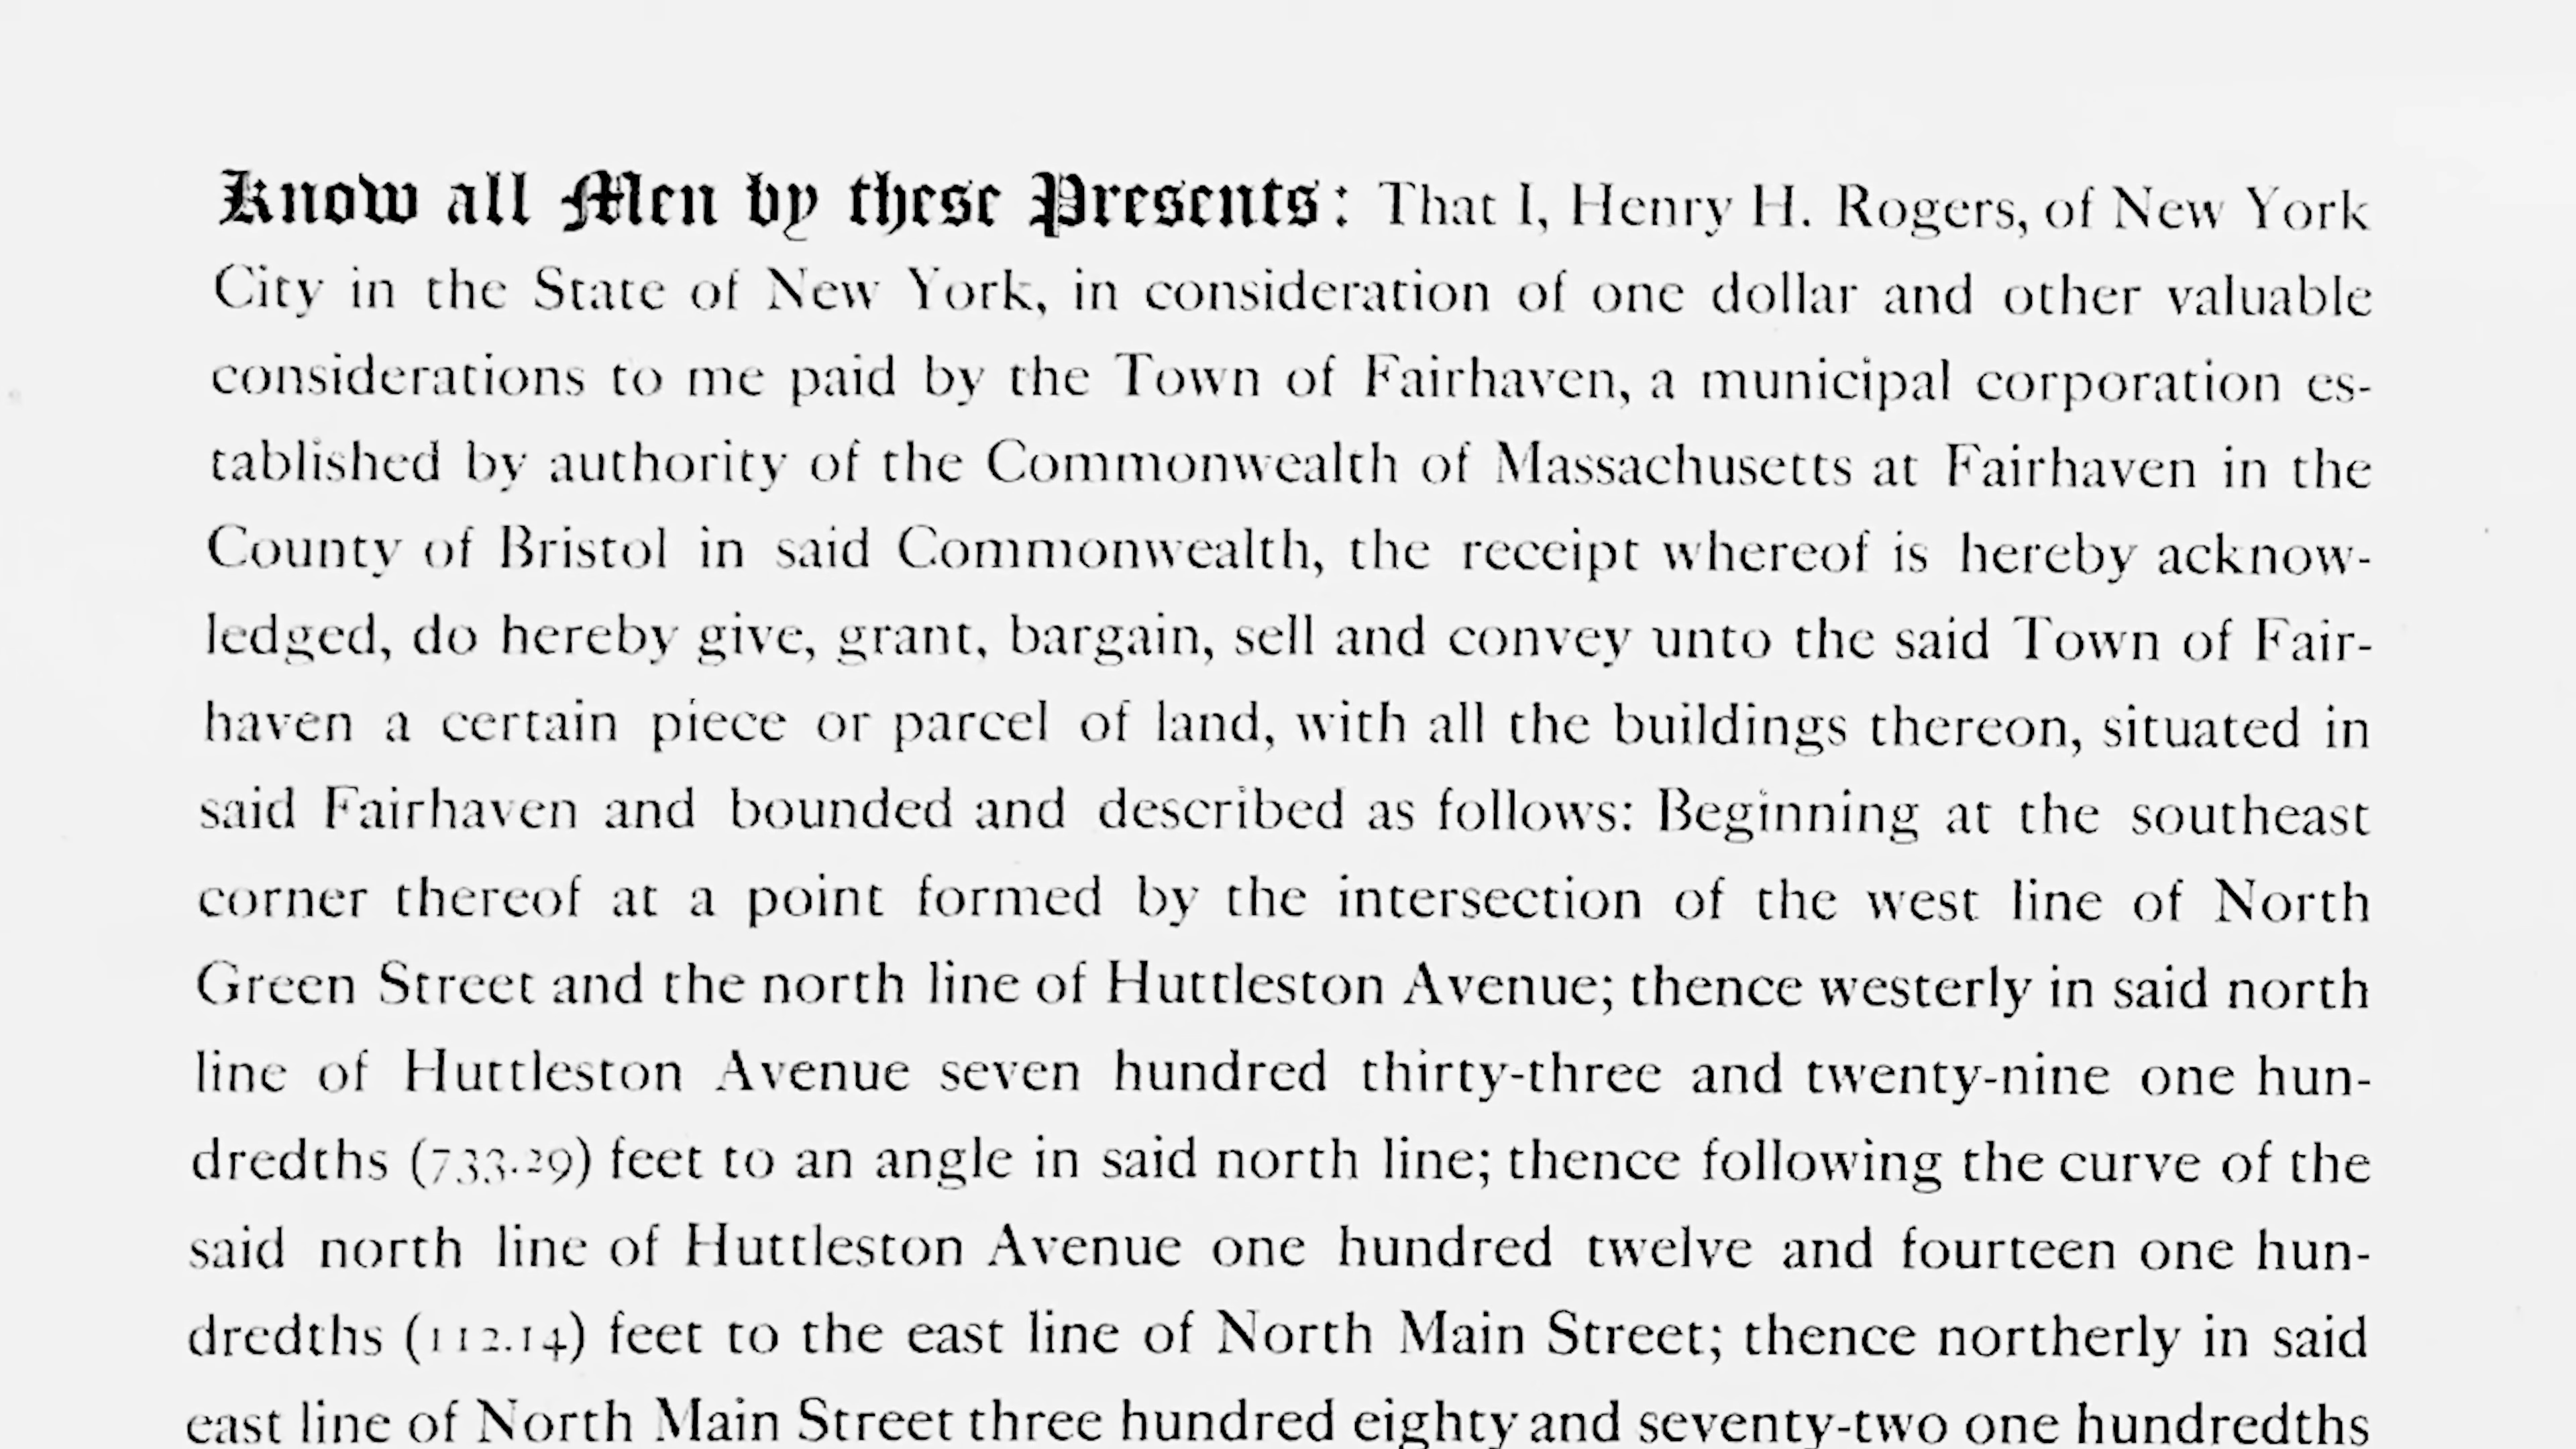 Know all Men by these Presents: That I, Henry H. Rogers, of New York
City in the State of New York, in consideration of one dollar and other valuable
considerations to me paid by the Town of Fairhaven, a municipal corporation es-
tablished by authority of the Commonwealth of Massachusetts at Fairhaven in the
County of Bristol in said Commonwealth, the receipt whereof is hereby acknow-
ledged, do hereby give, grant, bargain, sell and convey unto the said Town of Fair-
haven a certain piece or parcel of land, with all the buildings thereon, situated in
said Fairhaven and bounded and described as follows: Beginning at the southeast
corner thereof at a point formed by the intersection of the west line of North
Green Street and the north line of Huttleston Avenue; thence westerly in said north
line of Huttleston Avenue seven hundred thirty-three and twenty-nine one hun-
dredths (733.29) feet to an angle in said north line; thence following the curve of the
said north line of Huttleston Avenue one hundred twelve and fourteen one hun-
dredths (112.14) feet to the east line of North Main Street; thence northerly in said
east line of North Main Street three hundred eighty and seventy-two one hundredths